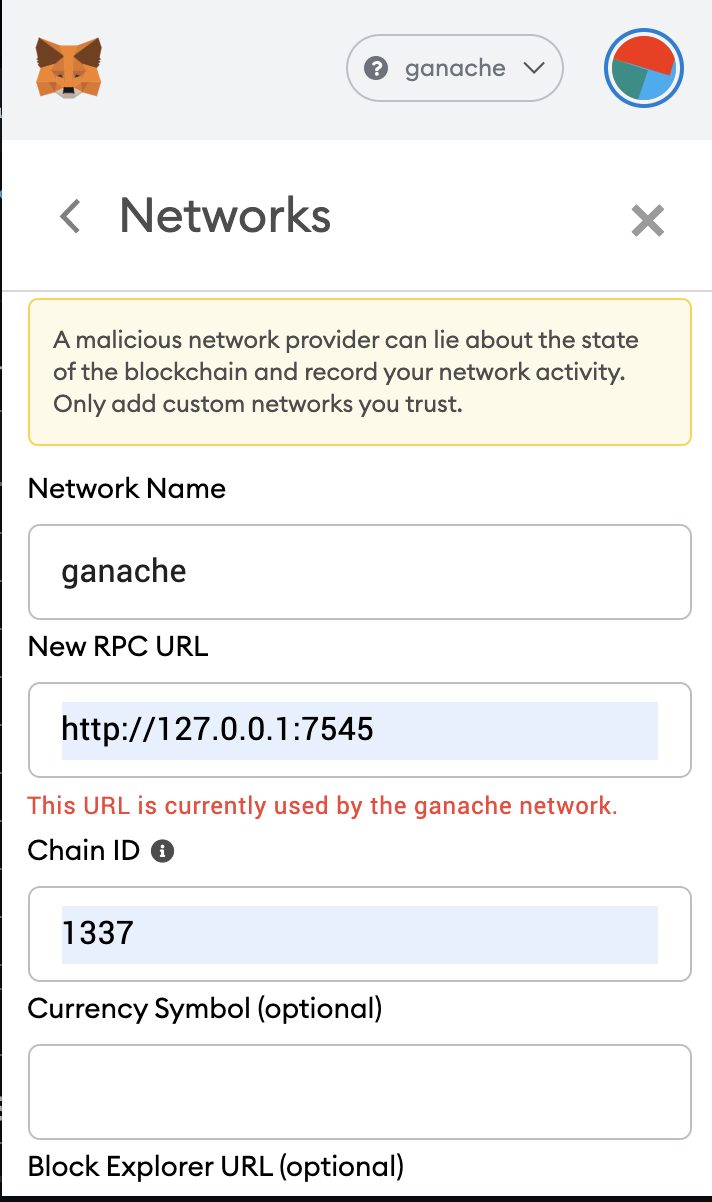 ganache
Networks
A malicious network provider can lie about the state
of the blockchain and record your network activity.
Only add custom networks you trust.
Network Name
ganache
New RPC URL
http://127.0.0.1:7545
This URL is currently used by the ganache network.
Chain ID
1337
Currency Symbol (optional)
Block Explorer URL (optional)